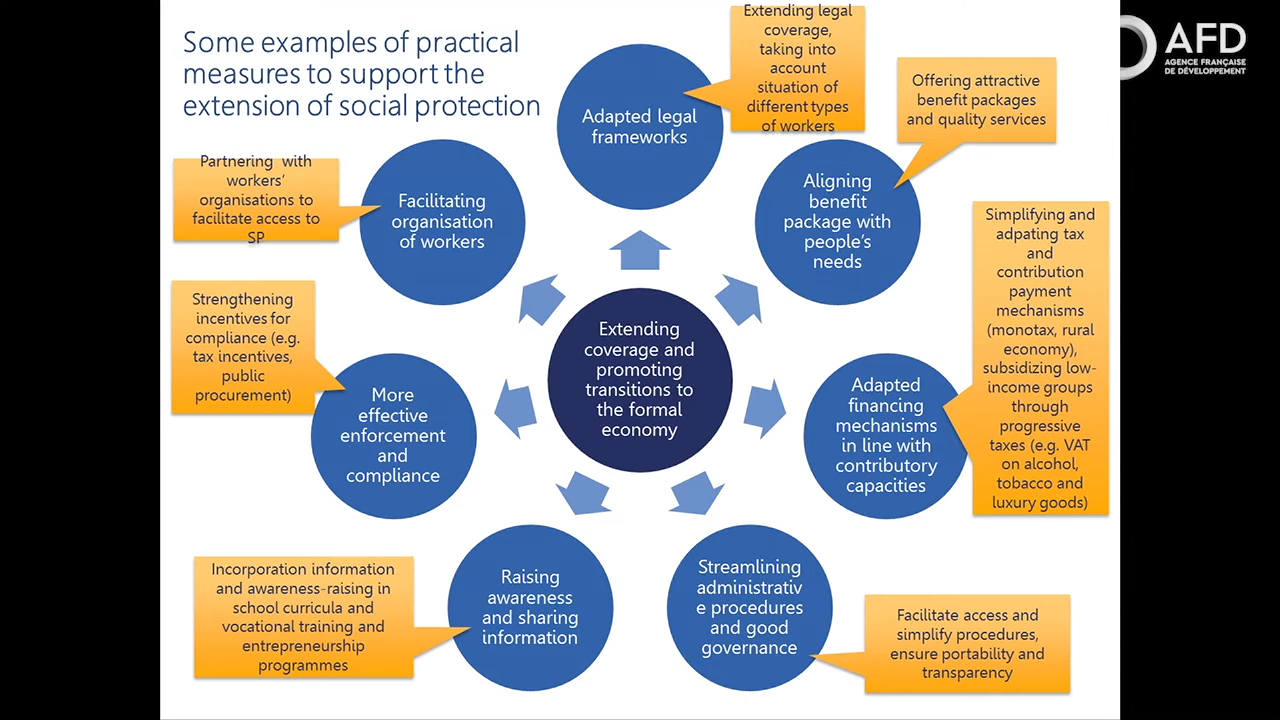 Some examples of practical
measures to support the
extension of social protection
AFD
AGENCE FRANÇAISE
DE DÉVELOPPEMENT
Extending legal
coverage,
taking into
account
situation of
different types
of workers
Adapted legal
frameworks
Offering attractive
benefit packages
and quality services
Aligning
benefit
package with
people's
needs
Simplifying and
adpating tax
and
contribution
payment
mechanisms
(monotax, rural
economy),
subsidizing low-
income groups
through
progressive
taxes (e.g. VAT
on alcohol,
tobacco and
luxury goods)
Adapted
financing
mechanisms
in line with
contributory
capacities
Streamlining
administrativ
e procedures
and good
governance
Facilitate access and
simplify procedures,
ensure portability and
transparency
Raising
awareness
and sharing
information
Incorporation information
and awareness-raising in
school curricula and
vocational training and
entrepreneurship
programmes
More
effective
enforcement
and
compliance
Strengthening
incentives for
compliance (e.g.
tax incentives,
public
procurement)
Facilitating
organisation
of workers
Partnering with
workers'
organisations to
facilitate access to
SP
Extending
coverage and
promoting
transitions to
the formal
economy